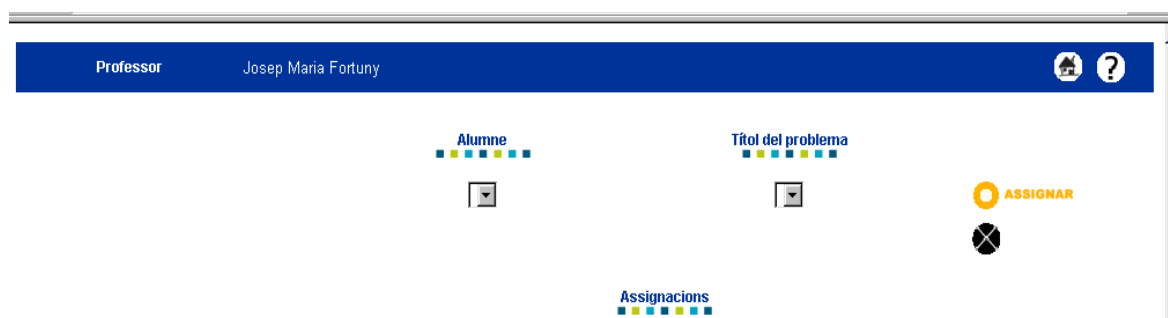 Professor Josep Maria Fortuny ?
Alumne Títol del problema
ASSIGNAR
Assignacions